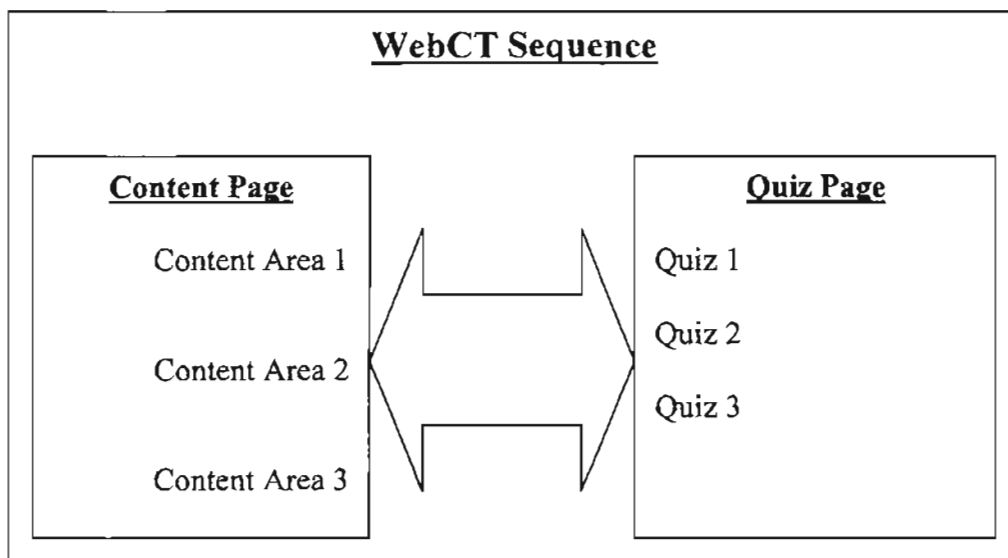 WebCT Sequence
Content Page
Content Area 1
Content Area 2
Content Area 3
Quiz Page
Quiz 1
Quiz 2
Quiz 3